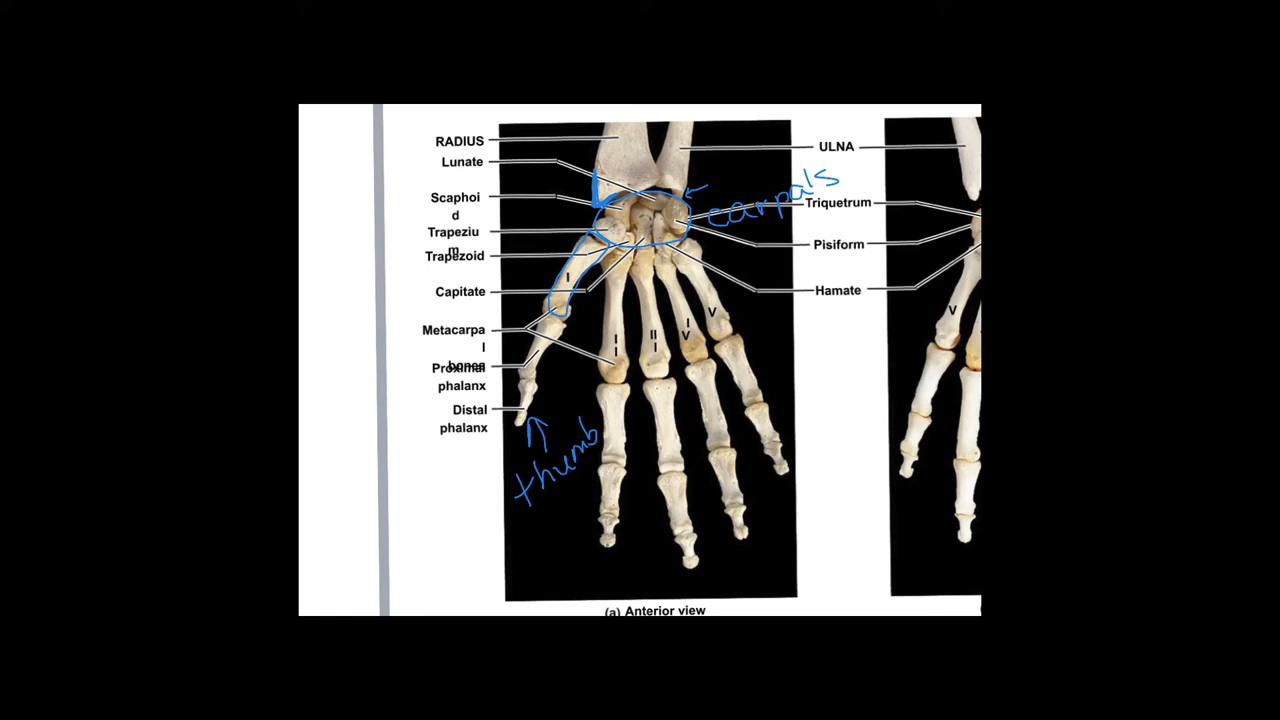 RADIUS
Lunate
Scaphoi
d
Trapeziu
m
Trapezoid
Capitate
Metacarpa
l
bones
Proximal
phalanx
Distal
phalanx
I
I
I
II
I
I
V
V
thumb
carpals
ULNA
Triquetrum
Pisiform
Hamate
V
(a) Anterior view